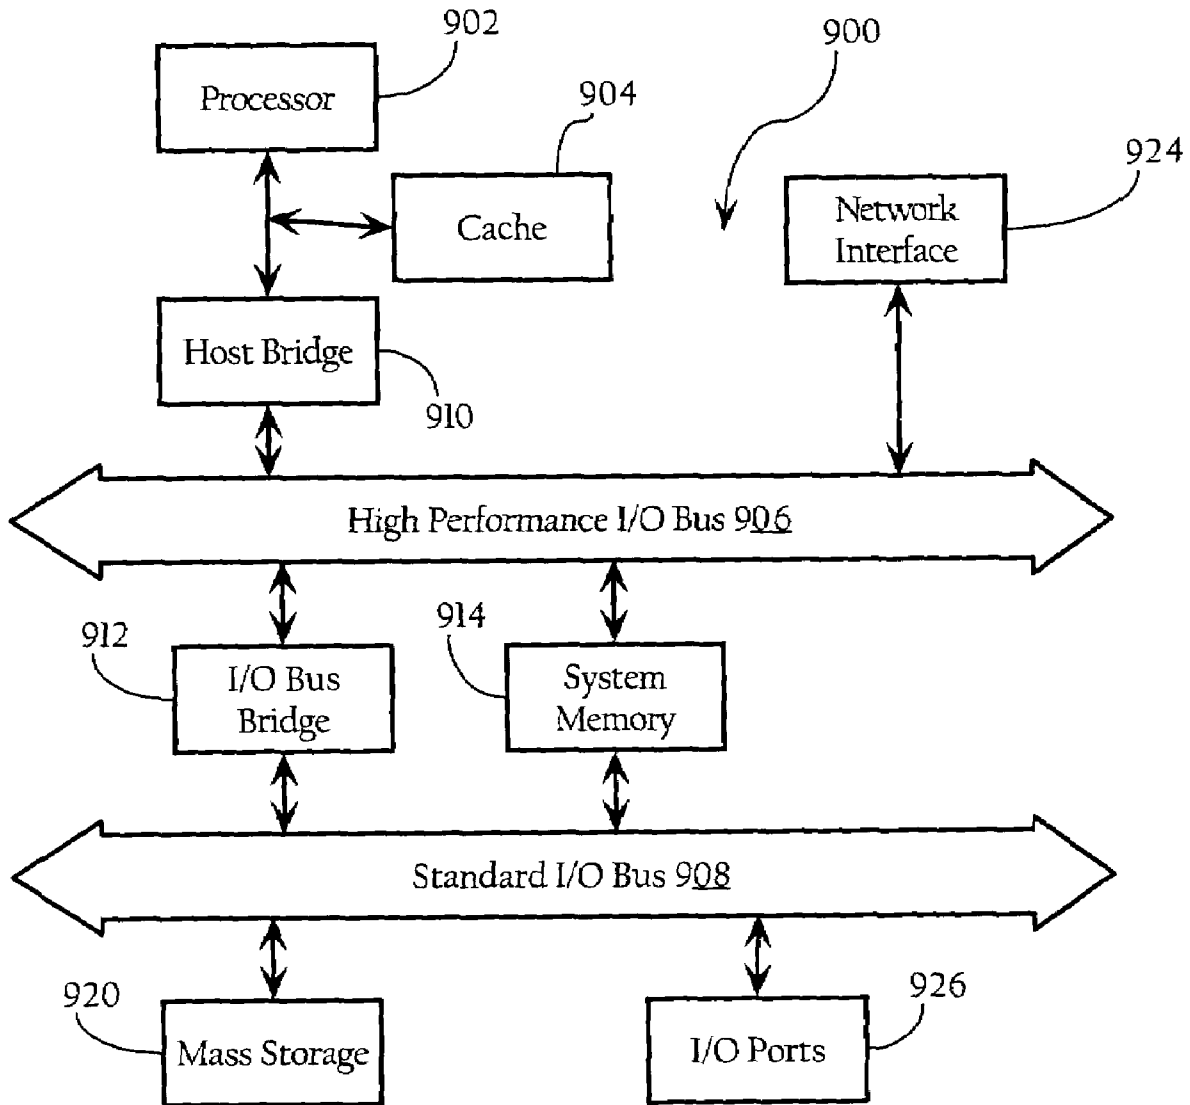 902
900
Processor
904
924
Cache
Network
Interface
Host Bridge
910
High Performance I/O Bus 906
912
914
I/O Bus
Bridge
System
Memory
Standard I/O Bus 908
920
926
Mass Storage
I/O Ports